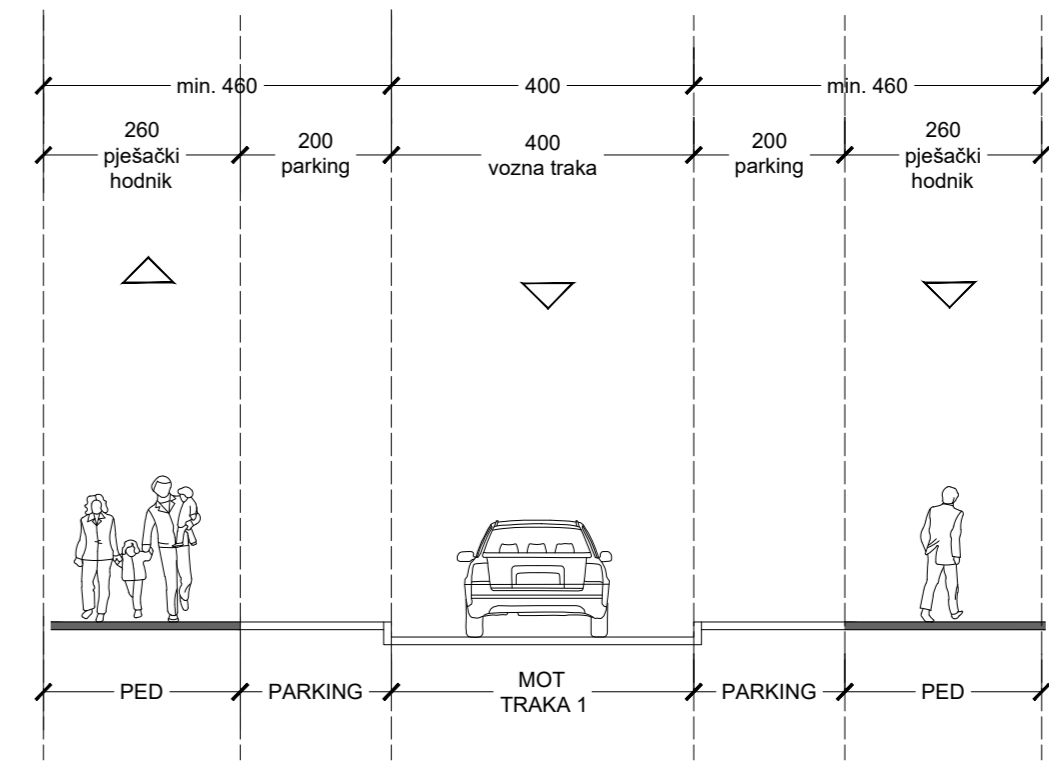 min. 460
400
min. 460
260
pješački
hodnik
200
parking
400
vozna traka
200
parking
260
pješački
hodnik
PED
PARKING
MOT
TRAKA 1
PARKING
PED